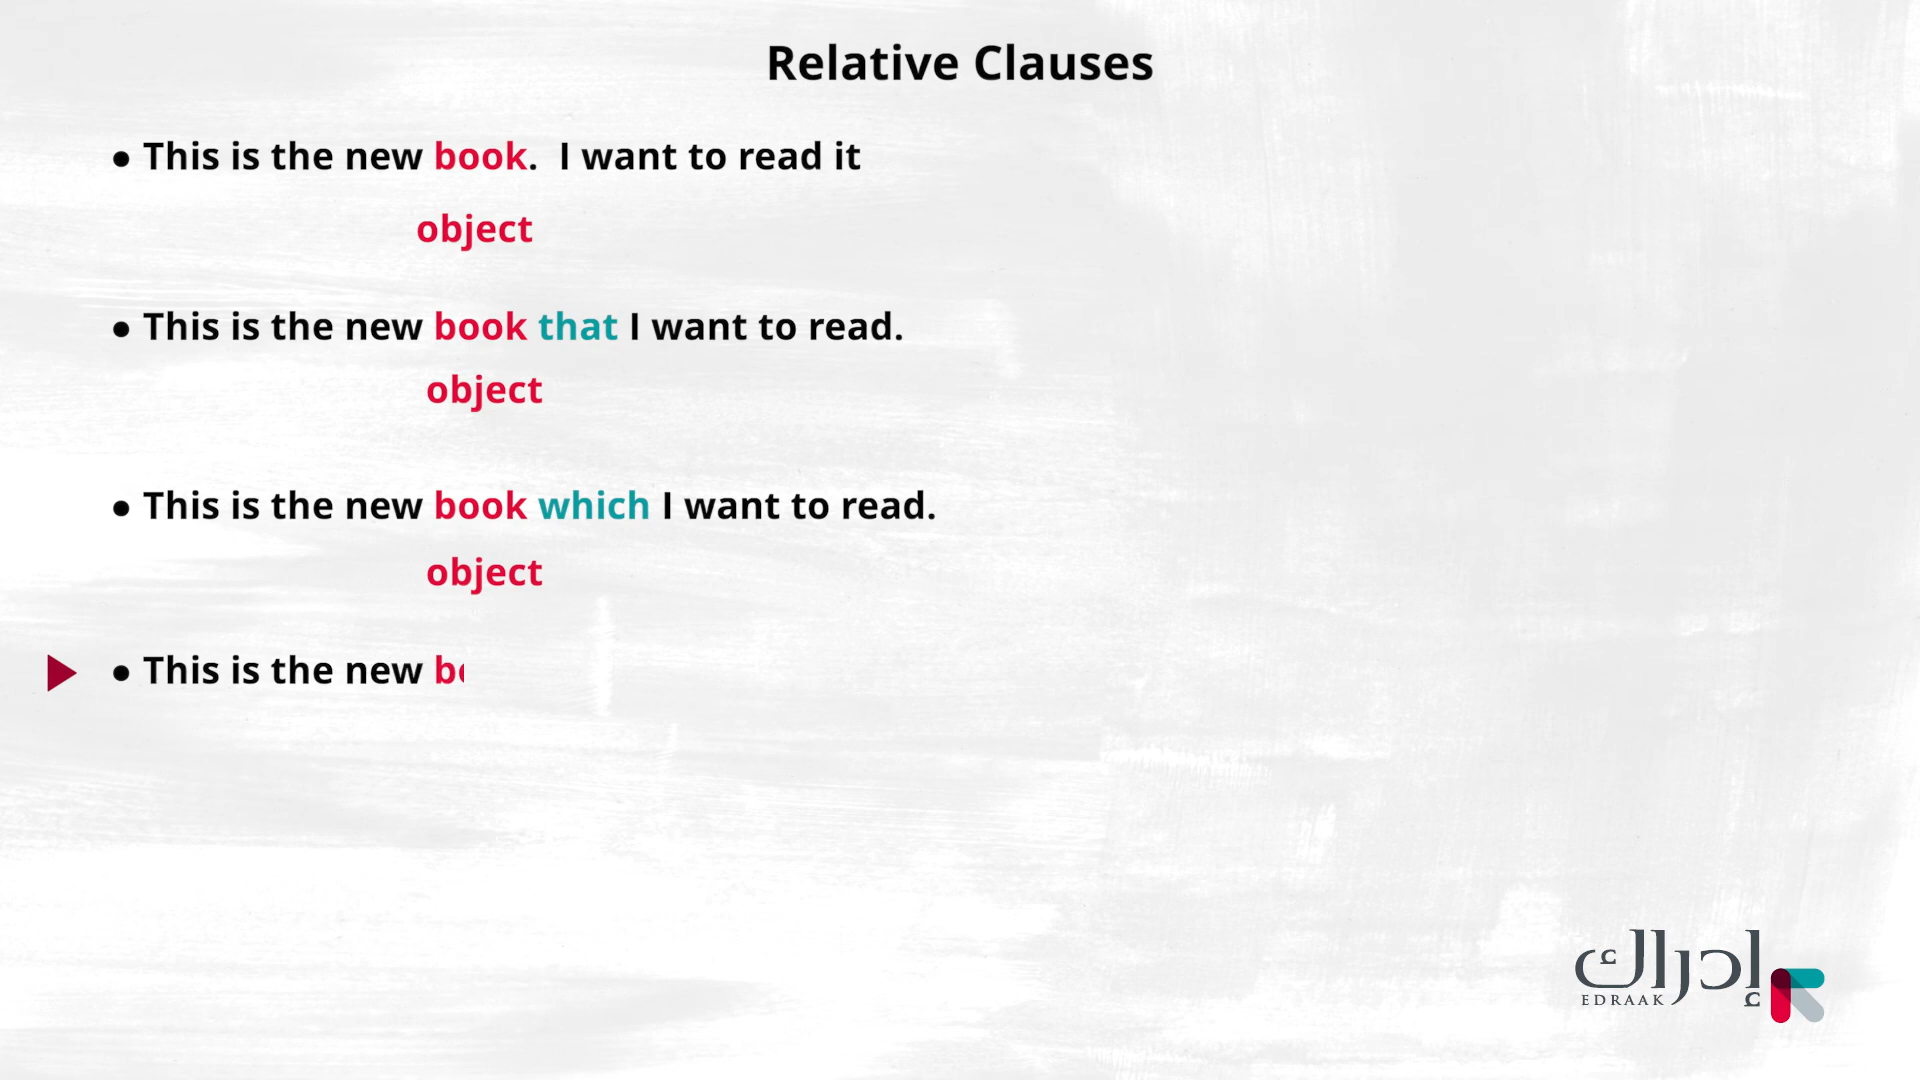 Relative Clauses
• This is the new book. I want to read it
object
• This is the new book that I want to read.
object
• This is the new book which I want to read.
object
• This is the new
إدراك
EDRAAK